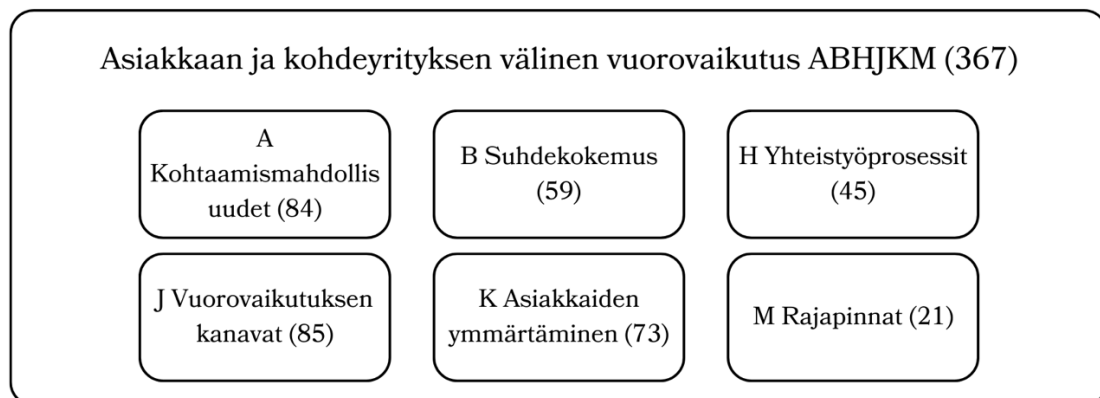 Asiakkaan ja kohdeyrityksen välinen vuorovaikutus ABHJKM (367)
A
Kohtaamismahdollis
uudet (84)
B Suhdekokemus
(59)
H Yhteistyöprosessit
(45)
J Vuorovaikutuksen
kanavat (85)
K Asiakkaiden
ymmärtäminen (73)
M Rajapinnat (21)